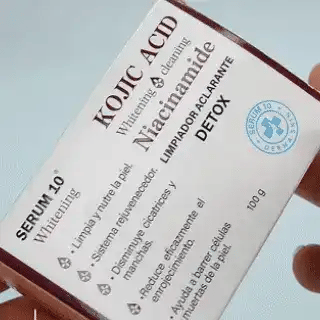 SERUM 10®
Whitening
KOJIC ACID
Whitening cleaning
Niacinamide
LIMPIADOR ACLARANTE
DETOX
• Limpia y nutre la piel.
• Sistema rejuvenecedor.
• Disminuye cicatrices y
manchas.
• Reduce eficazmente el
enrojecimiento.
• Ayuda a barrer células
muertas de la piel.
100 g
SERUM 10